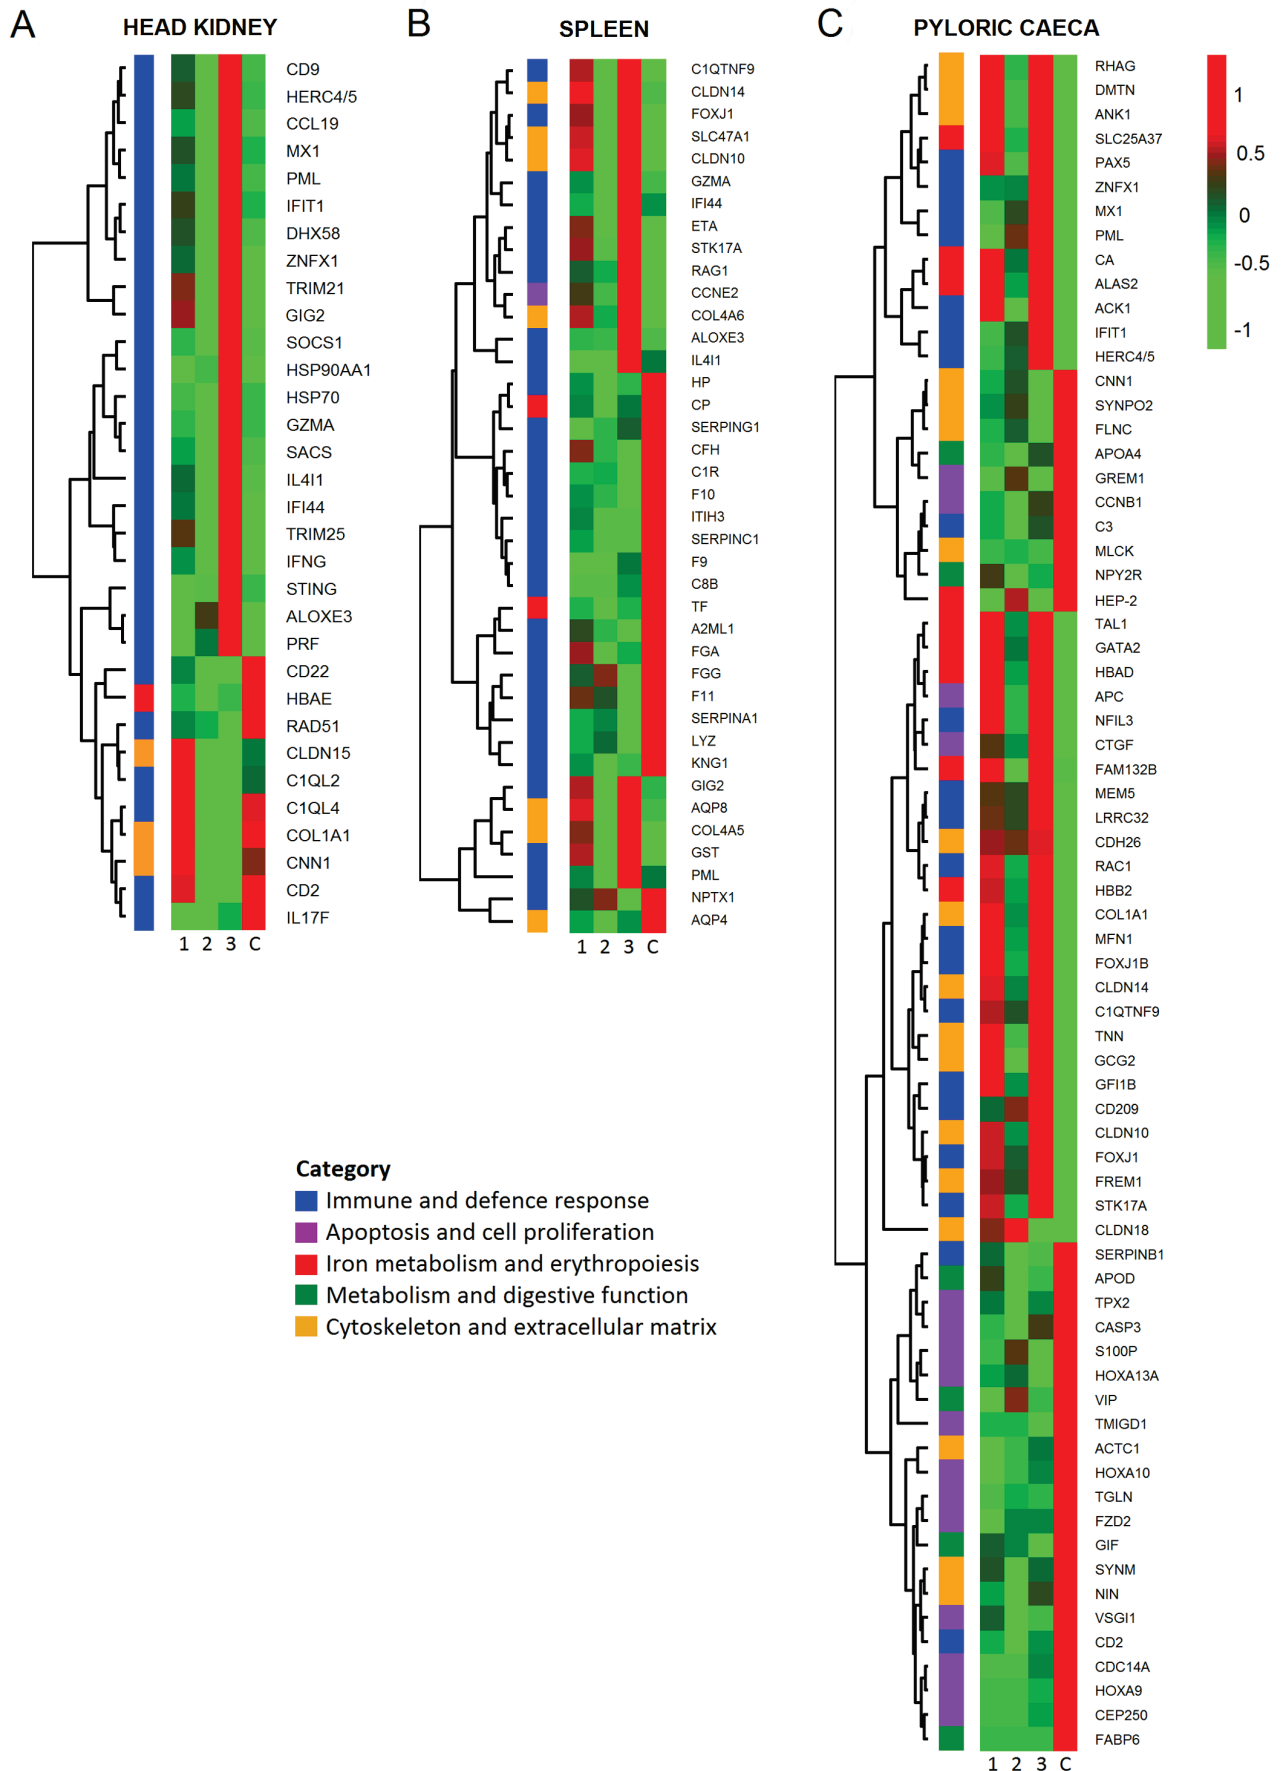 A
HEAD KIDNEY
CD9
HERC4/5
CCL19
MX1
PML
IFIT1
DHX58
ZNFX1
TRIM21
GIG2
SOCS1
HSP90AA1
HSP70
GZMA
SACS
IL4I1
IFI44
TRIM25
IFNG
STING
ALOXE3
PRF
CD22
HBAE
RAD51
CLDN15
C1QL2
C1QL4
COL1A1
CNN1
CD2
IL17F
1 2 3 C
B
SPLEEN
C1QTNF9
CLDN14
FOXJ1
SLC47A1
CLDN10
GZMA
IFI44
ETA
STK17A
RAG1
CCNE2
COL4A6
ALOXE3
IL4I1
HP
CP
SERPING1
CFH
C1R
F10
ITIH3
SERPINC1
F9
C8B
TF
A2ML1
FGA
FGG
F11
SERPINA1
LYZ
KNG1
GIG2
AQP8
COL4A5
GST
PML
NPTX1
AQP4
1 2 3 C
C
PYLORIC CAECA
RHAG
DMTN
ANK1
SLC25A37
PAX5
ZNFX1
MX1
PML
CA
ALAS2
ACK1
IFIT1
HERC4/5
CNN1
SYNPO2
FLNC
APOA4
GREM1
CCNB1
C3
MLCK
NPY2R
HEP-2
TAL1
GATA2
HBAD
APC
NFIL3
CTGF
FAM132B
MEM5
LRRC32
CDH26
RAC1
HBB2
COL1A1
MFN1
FOXJ1B
CLDN14
C1QTNF9
TNN
GCG2
GFI1B
CD209
CLDN10
FOXJ1
FREM1
STK17A
CLDN18
SERPINB1
APOD
TPX2
CASP3
S100P
HOXA13A
VIP
TMIGD1
ACTC1
HOXA10
TGLN
FZD2
GIF
SYNM
NIN
VSGI1
CD2
CDC14A
HOXA9
CEP250
FABP6
1 2 3 C
1
0.5
0
-0.5
-1
Category
Immune and defence response
Apoptosis and cell proliferation
Iron metabolism and erythropoiesis
Metabolism and digestive function
Cytoskeleton and extracellular matrix